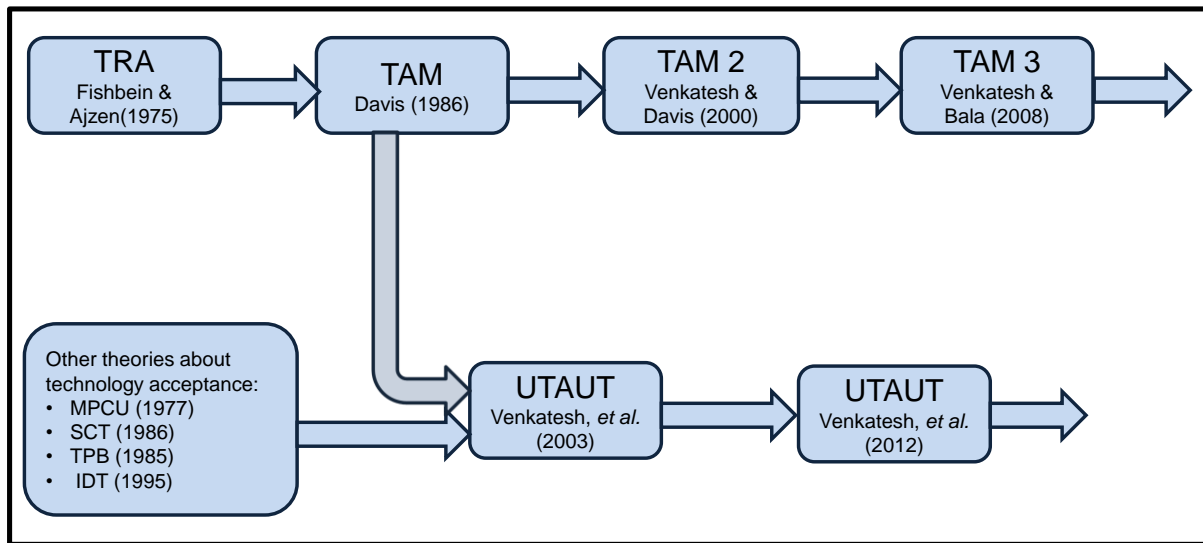 TRA
Fishbein &
Ajzen(1975)
TAM
Davis (1986)
TAM 2
Venkatesh &
Davis (2000)
TAM 3
Venkatesh &
Bala (2008)
Other theories about
technology acceptance:
• MPCU (1977)
• SCT (1986)
• TPB (1985)
• IDT (1995)
UTAUT
Venkatesh, et al.
(2003)
UTAUT
Venkatesh, et al.
(2012)